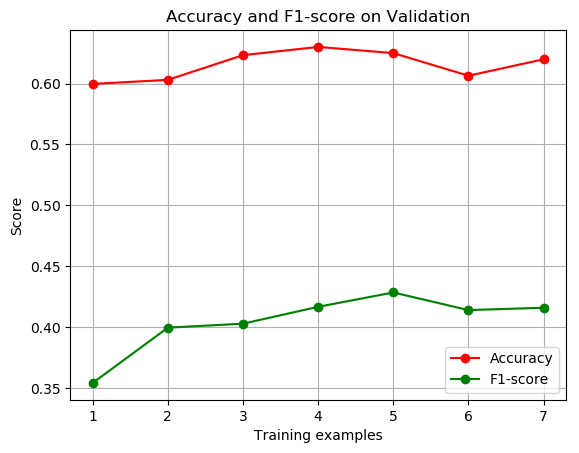 Accuracy and F1-score on Validation
0.60
0.55
0.50
0.45
0.40
0.35
Score
1 2 3 4 5 6 7
Training examples
Accuracy
F1-score